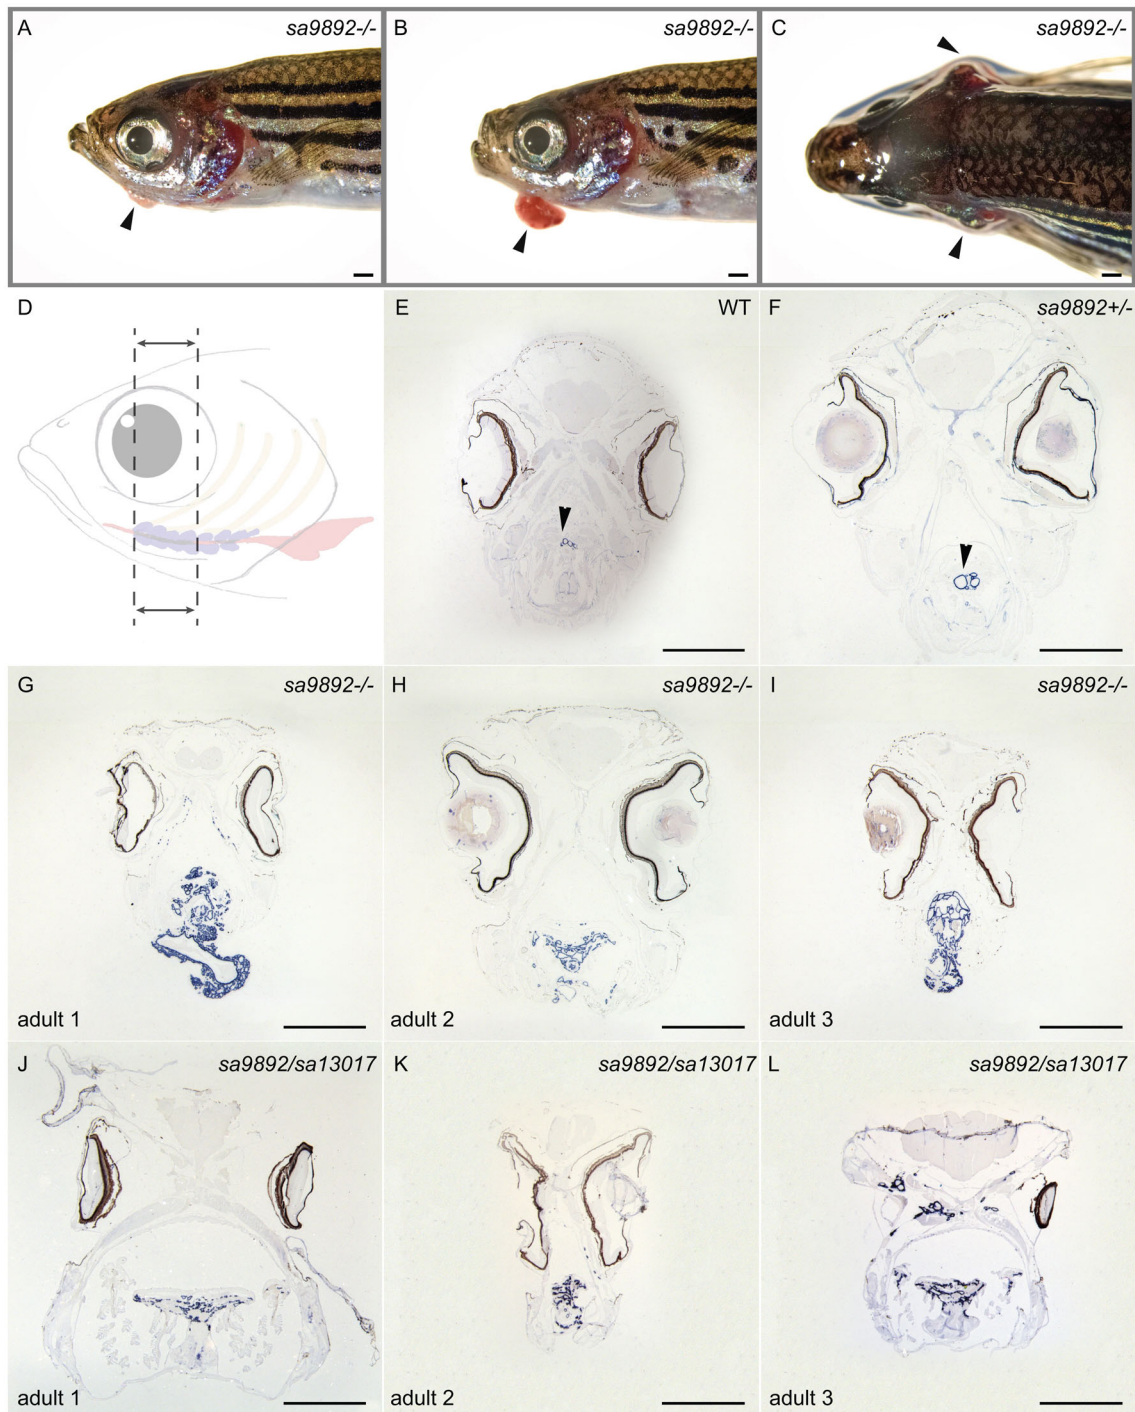 A sa9892-/-
B sa9892-/-
C sa9892-/-
D
E WT
F sa9892+/-
G sa9892-/-
adult 1
H sa9892-/-
adult 2
I sa9892-/-
adult 3
J sa9892/sa13017
adult 1
K sa9892/sa13017
adult 2
L sa9892/sa13017
adult 3